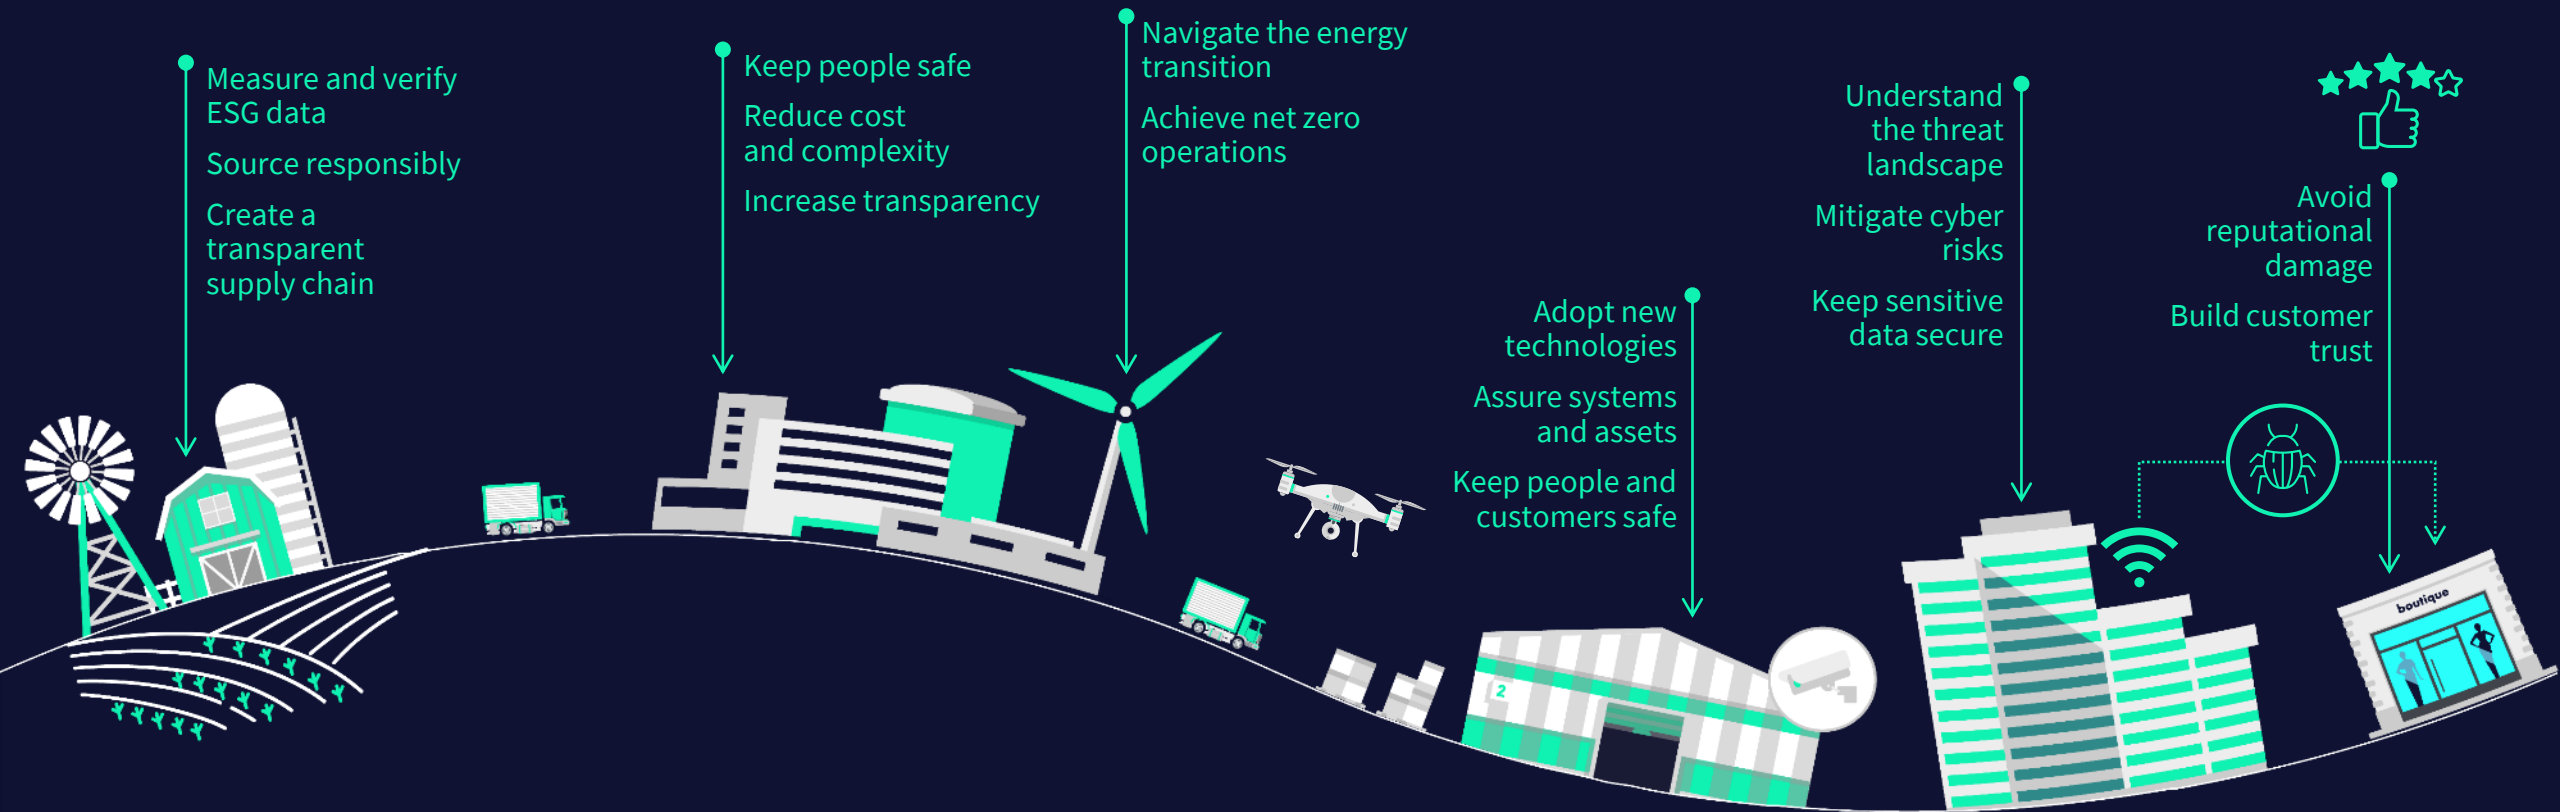 Measure and verify
ESG data
Source responsibly
Create a
transparent
supply chain
Keep people safe
Reduce cost
and complexity
Increase transparency
Navigate the energy
transition
Achieve net zero
operations
Adopt new
technologies
Assure systems
and assets
Keep people and
customers safe
2
Understand
the threat
landscape
Mitigate cyber
risks
Keep sensitive
data secure
Avoid
reputational
damage
Build customer
trust
boutique